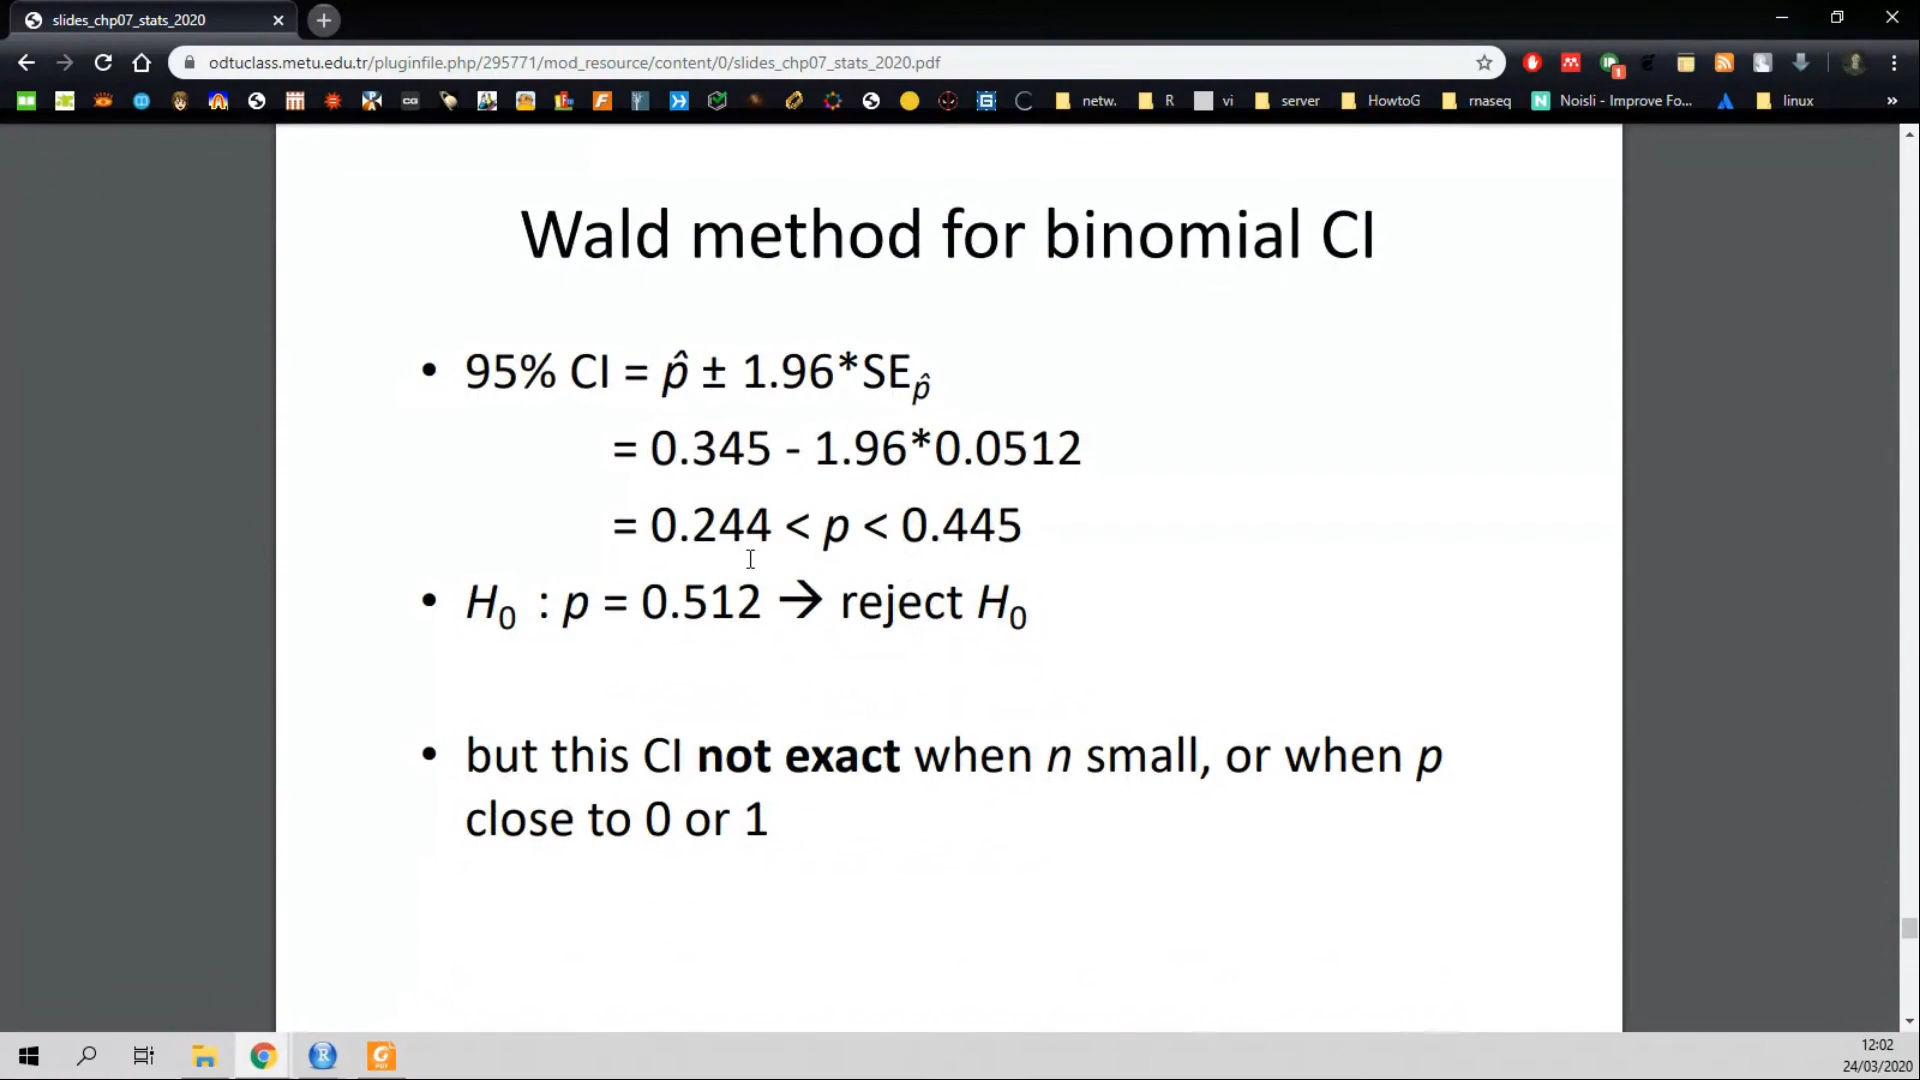 slides_chp07_stats_2020
odtuclass.metu.edu.tr/pluginfile.php/295771/mod_resource/content/0/slides_chp07_stats_2020.pdf
netw. R vi server HowtoG rnaseq Noisli - Improve Fo... linux »
Wald method for binomial CI
• 95% CI = p̂ ± 1.96*SEp̂
= 0.345 - 1.96*0.0512
= 0.244 < p < 0.445
• H₀ : p = 0.512 → reject H₀
• but this CI not exact when n small, or when p
close to 0 or 1
12:02
24/03/2020